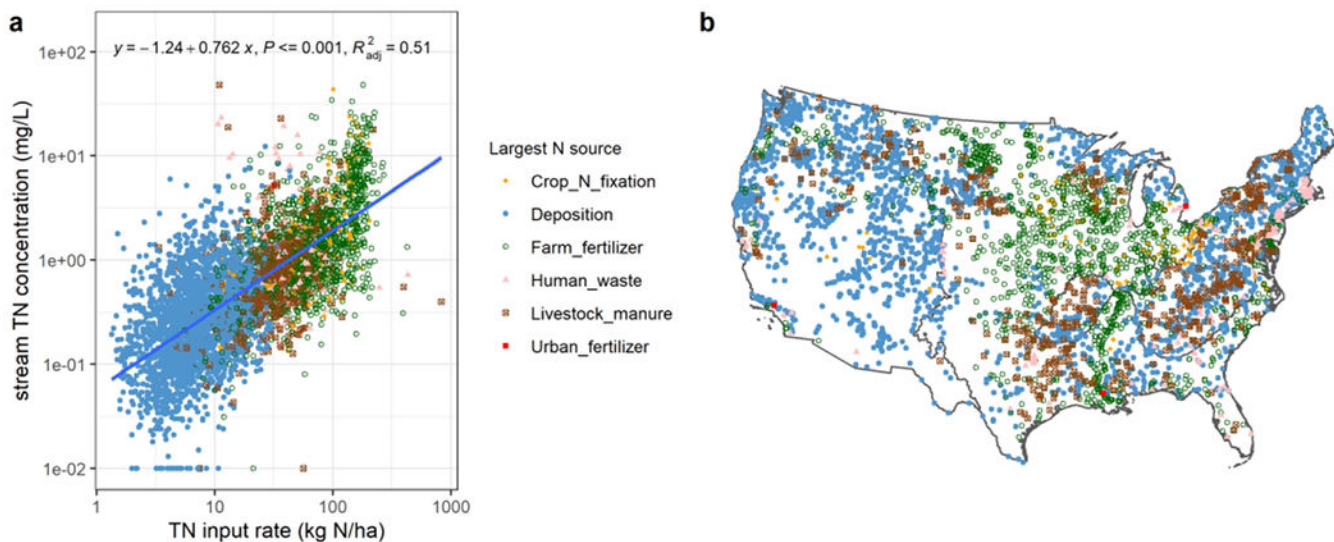 a
y = −1.24 + 0.762 x, P <= 0.001, R²adj = 0.51
stream TN concentration (mg/L)
1e+02
1e+01
1e+00
1e-01
1e-02
1
10
100
1000
TN input rate (kg N/ha)
Largest N source
Crop_N_fixation
Deposition
Farm_fertilizer
Human_waste
Livestock_manure
Urban_fertilizer
b